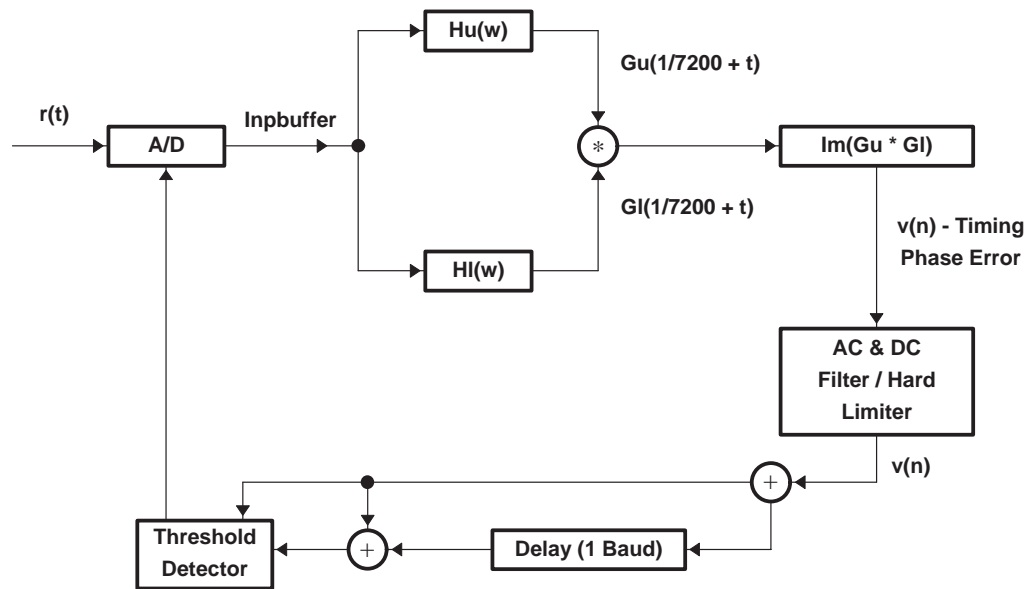 Hu(w)
Gu(1/7200 + t)
r(t)
Inpbuffer
A/D
*
Im(Gu * Gl)
Gl(1/7200 + t)
v(n) - Timing
Phase Error
Hl(w)
AC & DC
Filter / Hard
Limiter
v(n)
+
Threshold
Detector
+
Delay (1 Baud)